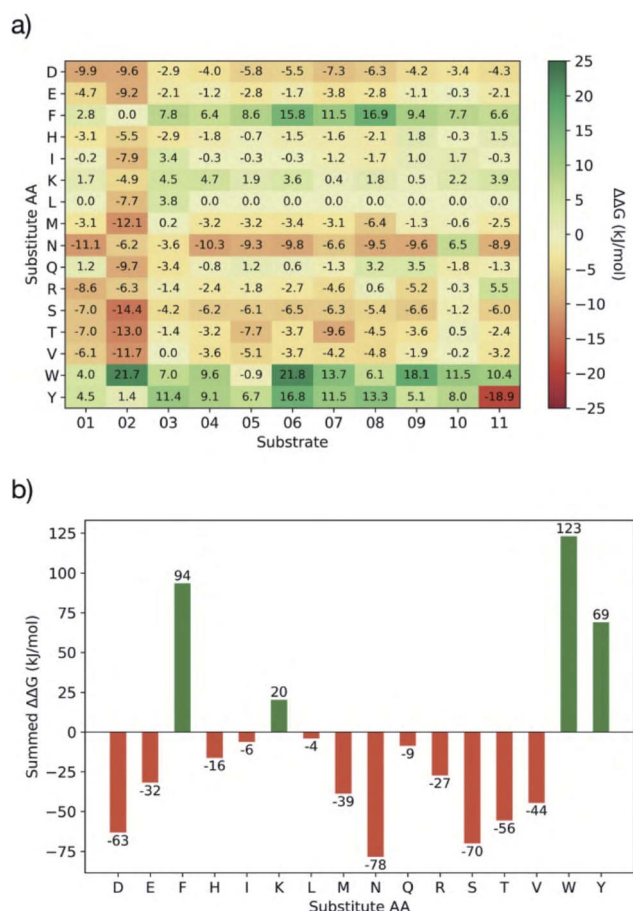 a)
D -9.9 -9.6 -2.9 -4.0 -5.8 -5.5 -7.3 -6.3 -4.2 -3.4 -4.3
E -4.7 -9.2 -2.1 -1.2 -2.8 -1.7 -3.8 -2.8 -1.1 -0.3 -2.1
F 2.8 0.0 7.8 6.4 8.6 15.8 11.5 16.9 9.4 7.7 6.6
H -3.1 -5.5 -2.9 -1.8 -0.7 -1.5 -1.6 -2.1 1.8 -0.3 1.5
I -0.2 -7.9 3.4 -0.3 -0.3 -0.3 -1.2 -1.7 1.0 1.7 -0.3
K 1.7 -4.9 4.5 4.7 1.9 3.6 0.4 1.8 0.5 2.2 3.9
L 0.0 -7.7 3.8 0.0 0.0 0.0 0.0 0.0 0.0 0.0 0.0
M -3.1 -12.1 0.2 -3.2 -3.2 -3.4 -3.1 -6.4 -1.3 -0.6 -2.5
N -11.1 -6.2 -3.6 -10.3 -9.3 -9.8 -6.6 -9.5 -9.6 6.5 -8.9
Q 1.2 -9.7 -3.4 -0.8 1.2 0.6 -1.3 3.2 3.5 -1.8 -1.3
R -8.6 -6.3 -1.4 -2.4 -1.8 -2.7 -4.6 0.6 -5.2 -0.3 5.5
S -7.0 -14.4 -4.2 -6.2 -6.1 -6.5 -6.3 -5.4 -6.6 -1.2 -6.0
T -7.0 -13.0 -1.4 -3.2 -7.7 -3.7 -9.6 -4.5 -3.6 0.5 -2.4
V -6.1 -11.7 0.0 -3.6 -5.1 -3.7 -4.2 -4.8 -1.9 -0.2 -3.2
W 4.0 21.7 7.0 9.6 -0.9 21.8 13.7 6.1 18.1 11.5 10.4
Y 4.5 1.4 11.4 9.1 6.7 16.8 11.5 13.3 5.1 8.0 -18.9
01 02 03 04 05 06 07 08 09 10 11
Substrate
Substitute AA
25
20
15
10
5
0
−5
−10
−15
−20
−25
ΔΔG (kJ/mol)
b)
Summed ΔΔG (kJ/mol)
125
100
75
50
25
0
−25
−50
−75
-63
-32
94
-16
-6
20
-4
-39
-78
-9
-27
-70
-56
-44
123
69
D E F H I K L M N Q R S T V W Y
Substitute AA